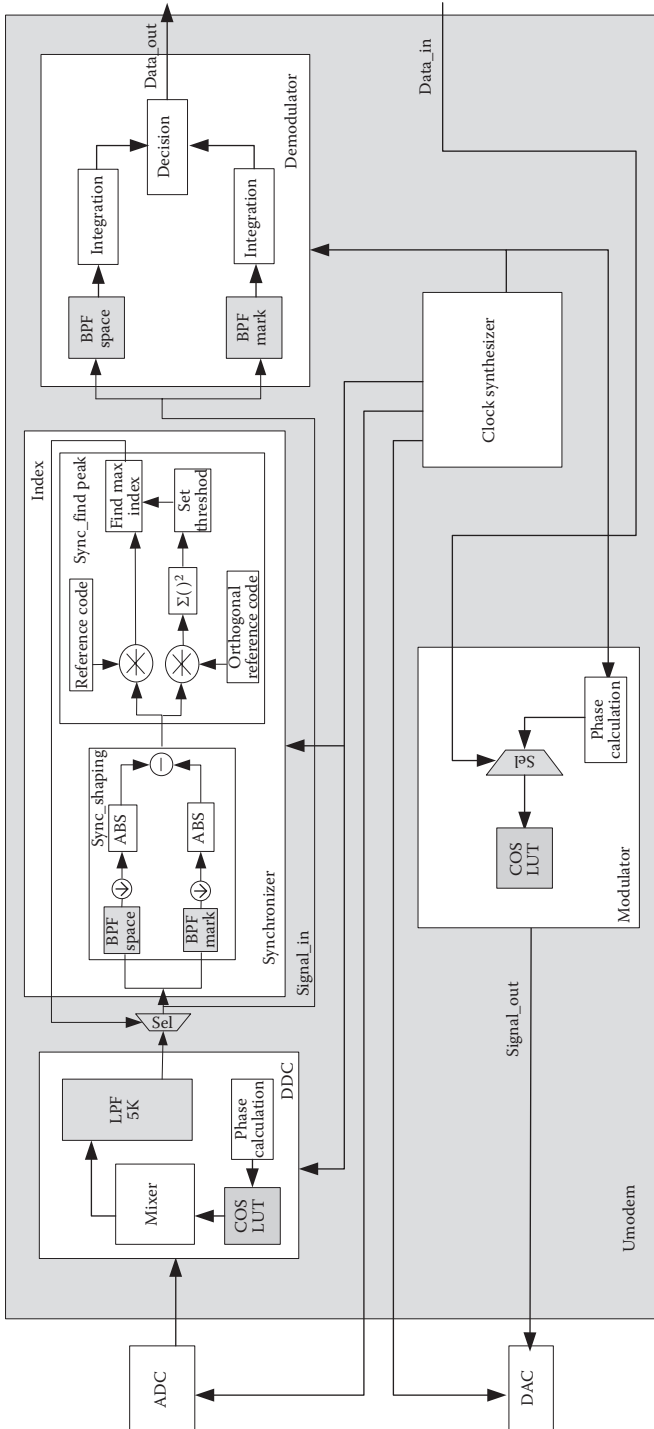 ADC
DAC
Umodem
DDC
Mixer
LPF
5K
COS
LUT
Phase
calculation
Sel
Signal_in
Synchronizer
Sync_shaping
BPF
space
BPF
mark
ABS
ABS
−
Index
Sync_find peak
Reference code
Find max
index
Set
threshod
Σ()²
Orthogonal
reference code
Demodulator
BPF
space
BPF
mark
Integration
Integration
Decision
Data_out
Data_in
Clock synthesizer
Modulator
COS
LUT
Sel
Phase
calculation
Signal_out